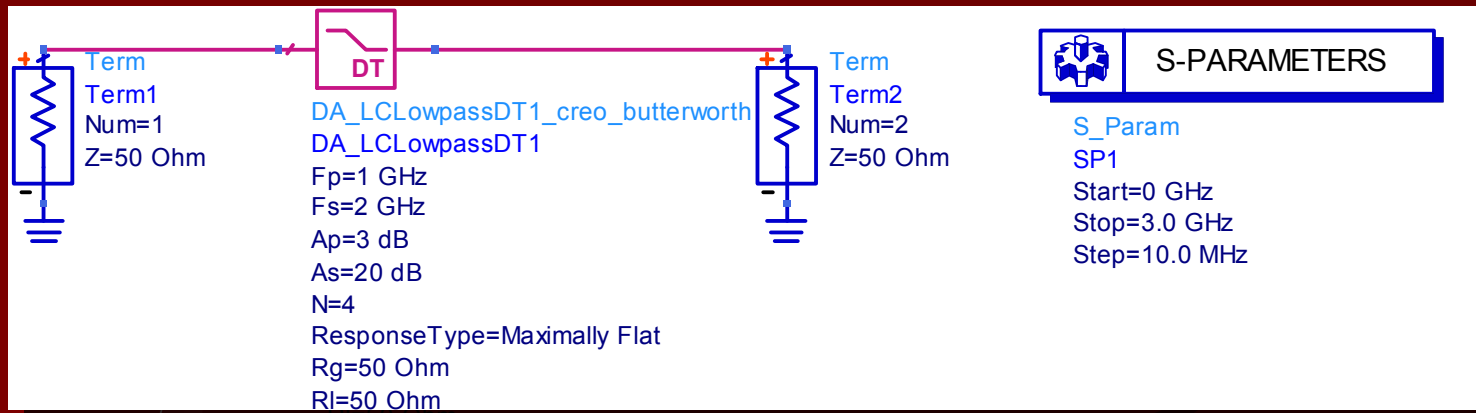 +
Term
Term1
Num=1
Z=50 Ohm
-
DT
DA_LCLowpassDT1_creo_butterworth
DA_LCLowpassDT1
Fp=1 GHz
Fs=2 GHz
Ap=3 dB
As=20 dB
N=4
ResponseType=Maximally Flat
Rg=50 Ohm
Rl=50 Ohm
+
Term
Term2
Num=2
Z=50 Ohm
-
S-PARAMETERS
S_Param
SP1
Start=0 GHz
Stop=3.0 GHz
Step=10.0 MHz